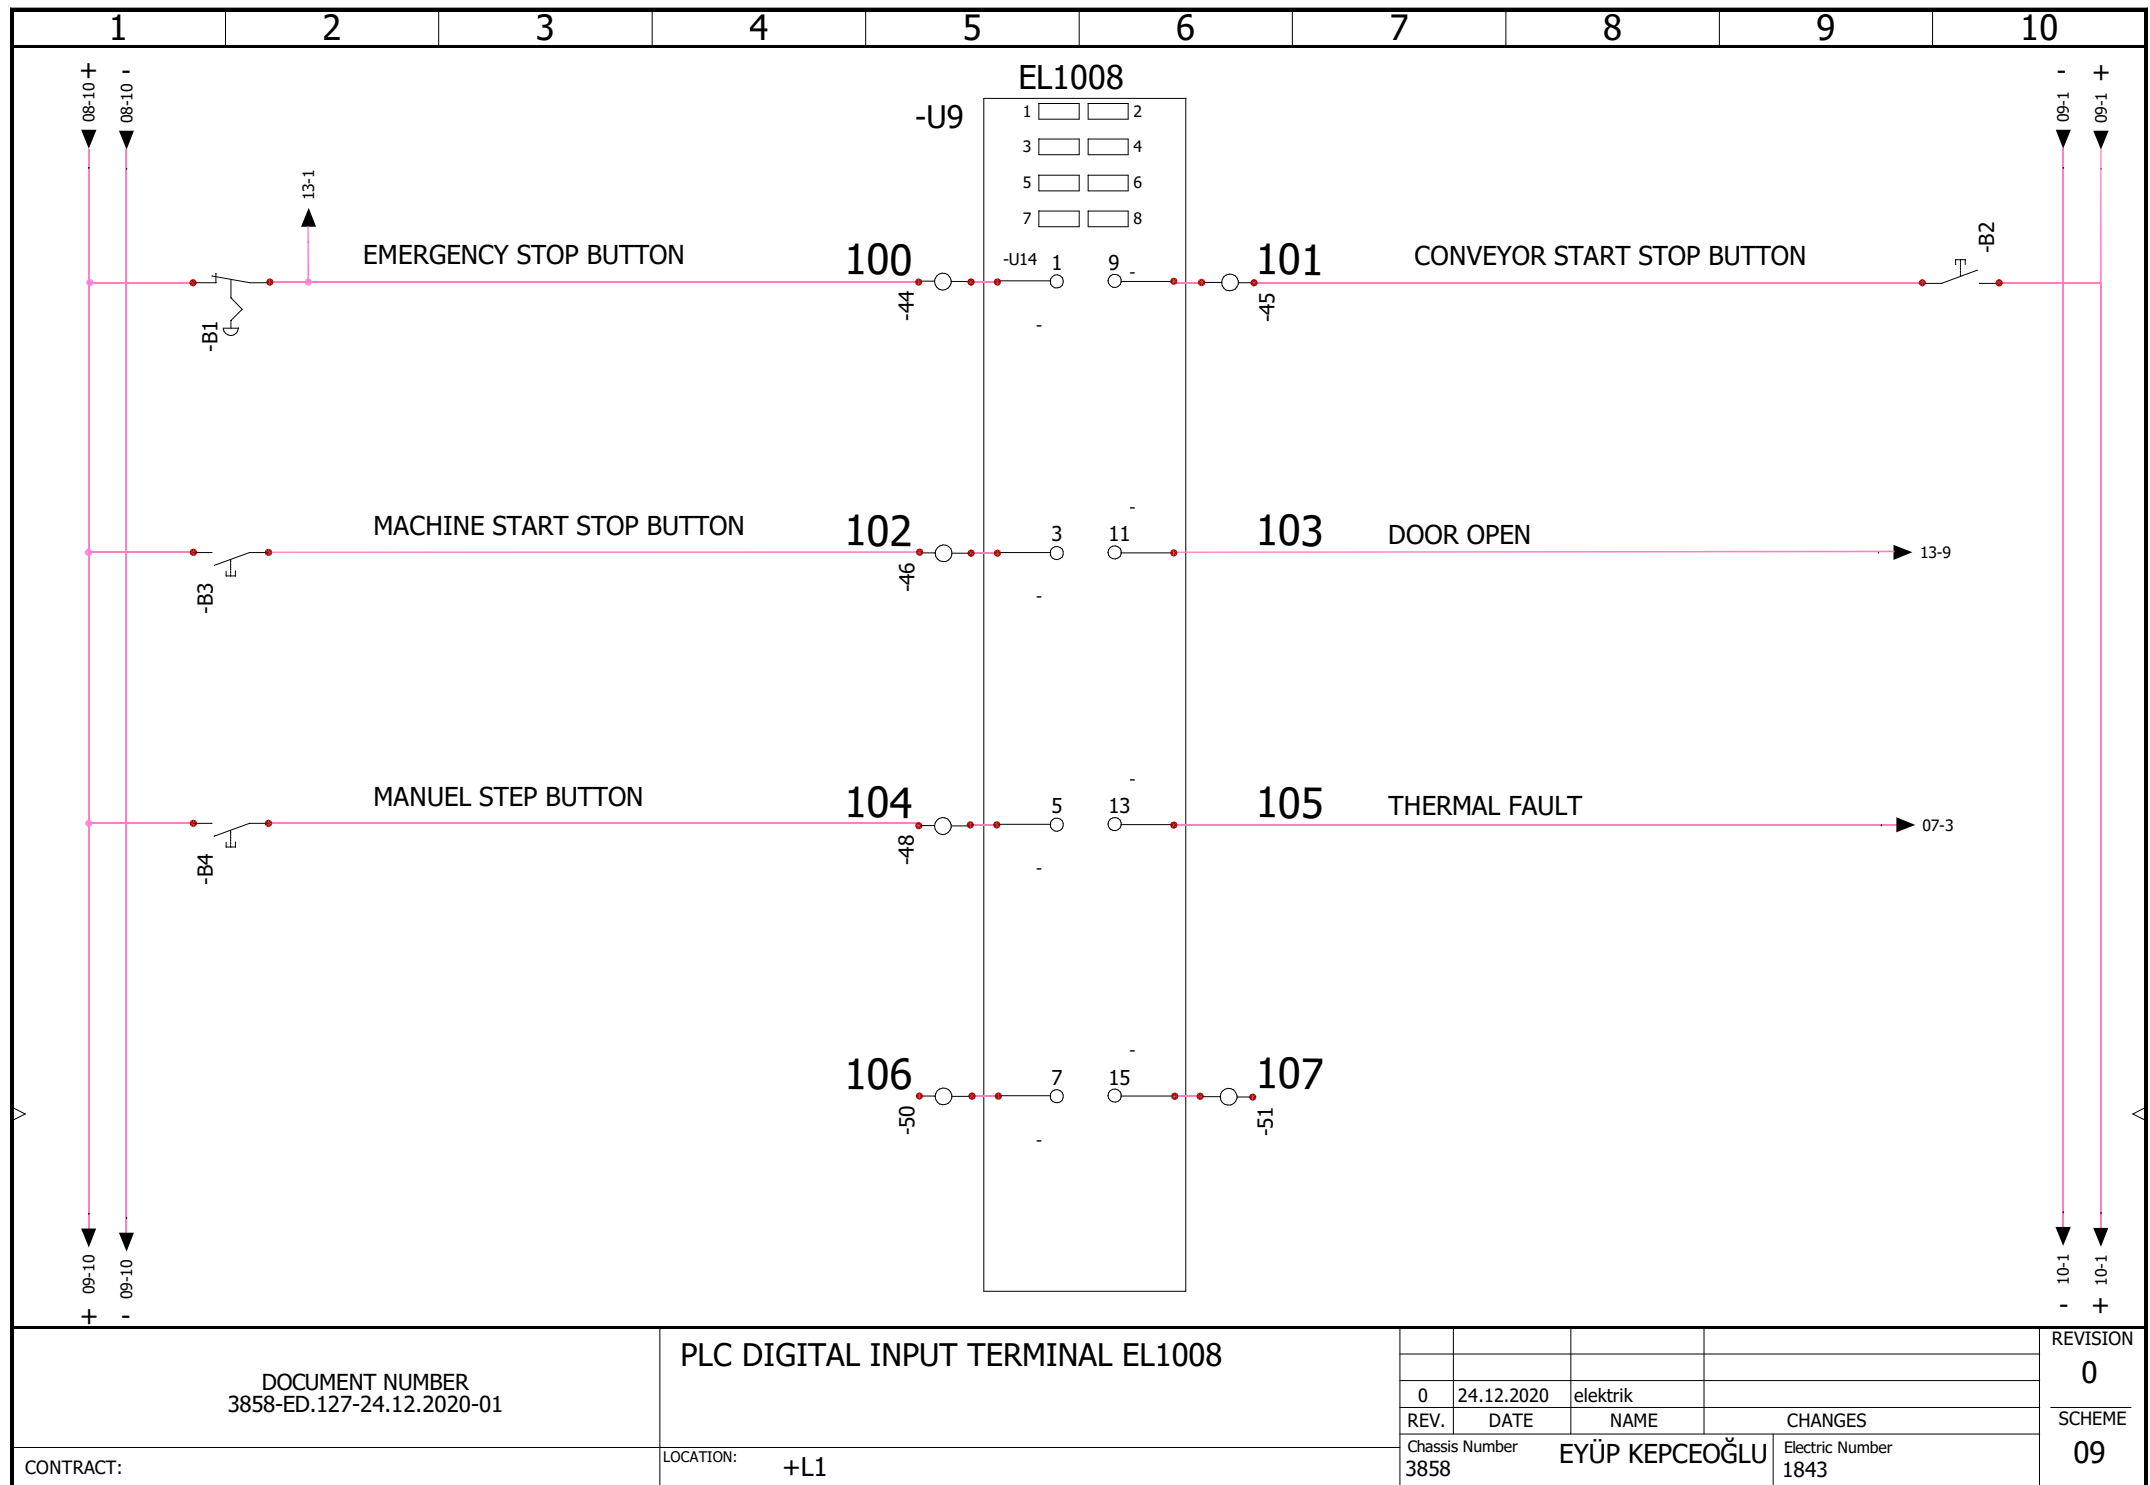 1 2 3 4 5 6 7 8 9 10
+ -
08-10 08-10
EL1008
- +
09-1 09-1
-U9
1 2
3 4
5 6
7 8
13-1
EMERGENCY STOP BUTTON
100
-44
-U14 1
9 -
101
-45
CONVEYOR START STOP BUTTON
-B2
-B1
-
-
MACHINE START STOP BUTTON
102
-46
3
11
103
DOOR OPEN
13-9
-B3
-
-
MANUEL STEP BUTTON
104
-48
5
13
105
THERMAL FAULT
07-3
-B4
-
-
106
-50
7
15
107
-51
-
09-10 09-10
+ -
10-1 10-1
- +
DOCUMENT NUMBER
3858-ED.127-24.12.2020-01
CONTRACT:
PLC DIGITAL INPUT TERMINAL EL1008
LOCATION: +L1
0 24.12.2020 elektrik
REV. DATE NAME CHANGES
Chassis Number
3858
EYÜP KEPCEOĞLU
Electric Number
1843
REVISION
0
SCHEME
09